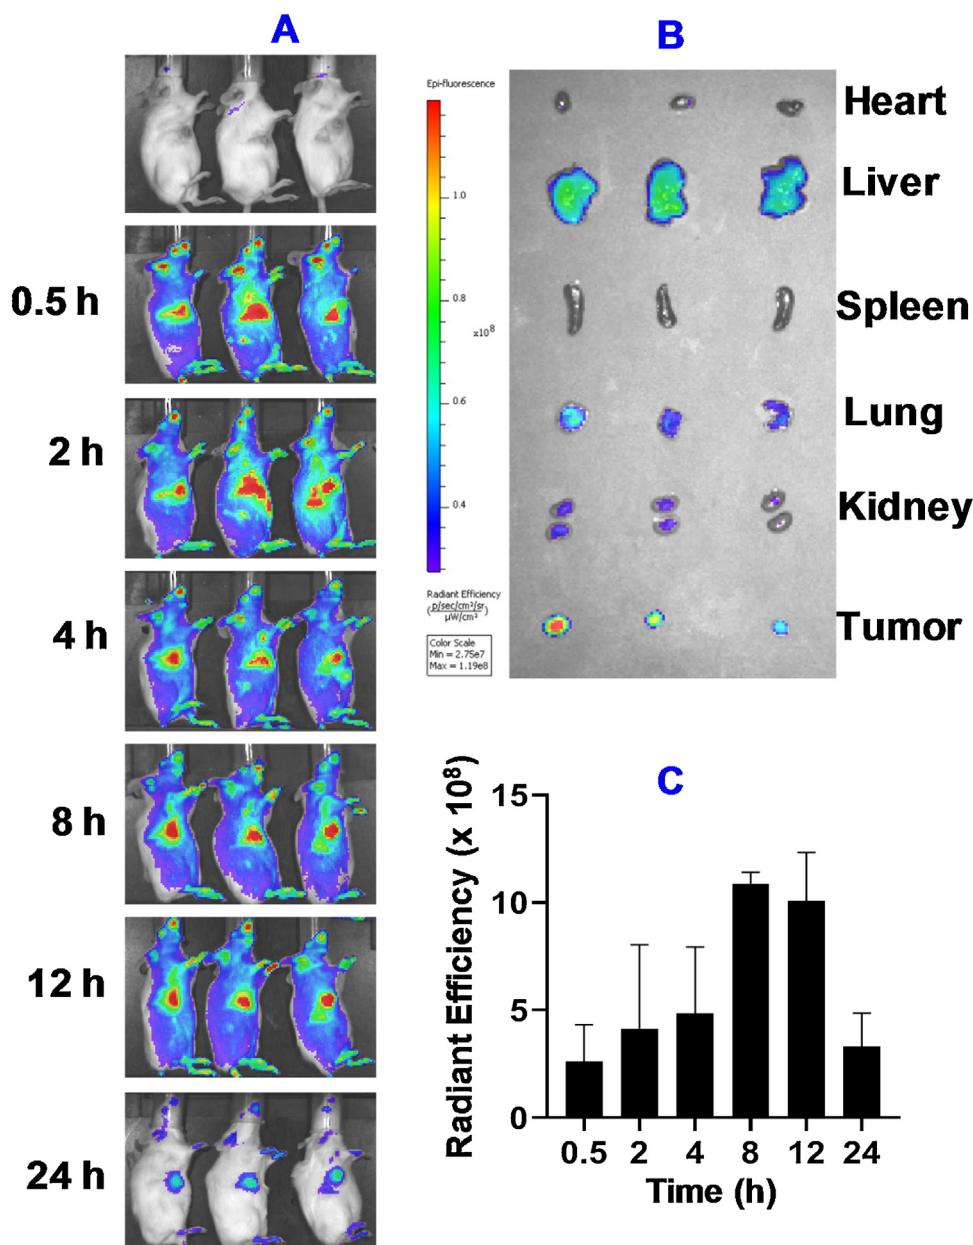 A
0.5 h
2 h
4 h
8 h
12 h
24 h
B
Epi-fluorescence
1.0
0.8
x10⁸
0.6
0.4
Radiant Efficiency
(p/sec/cm²/sr
µW/cm²)
Color Scale
Min = 2.75e7
Max = 1.19e8
Heart
Liver
Spleen
Lung
Kidney
Tumor
C
Radiant Efficiency (x 10⁸)
15
10
5
0
0.5 2 4 8 12 24
Time (h)